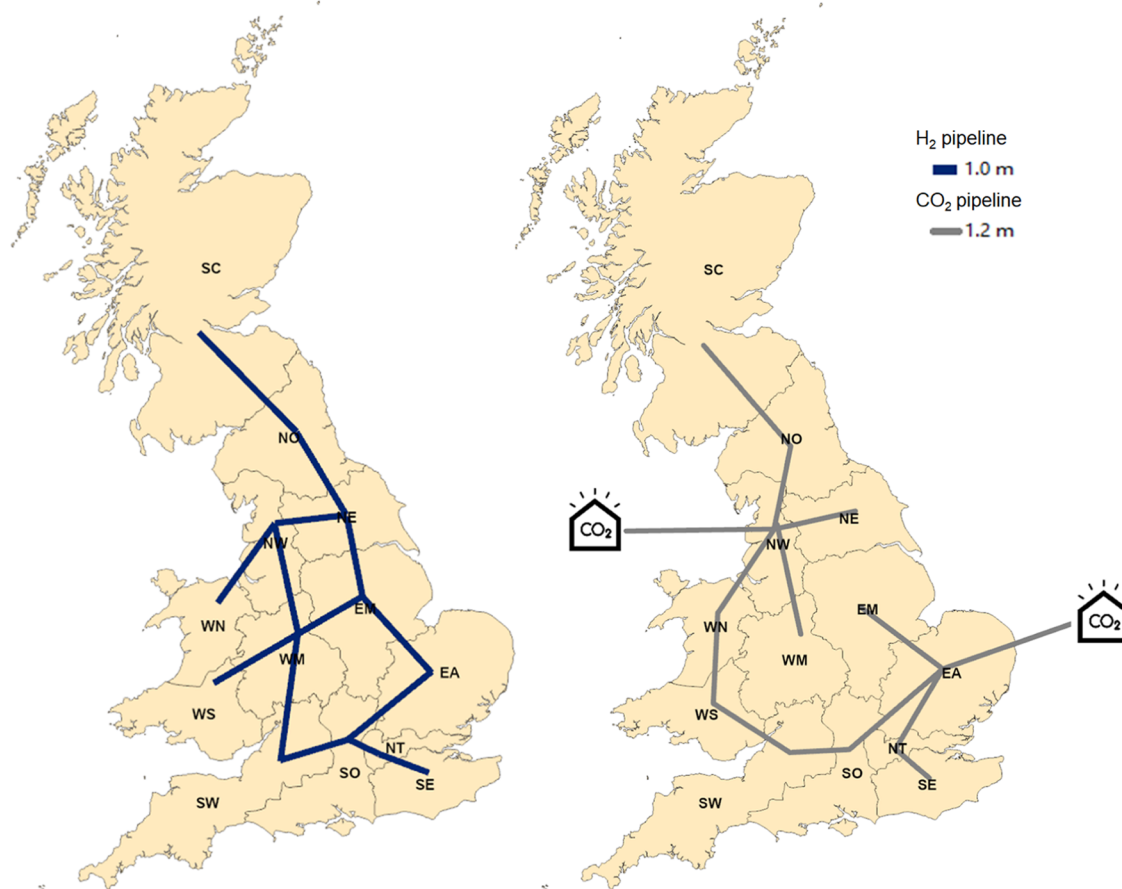 H₂ pipeline
1.0 m
CO₂ pipeline
1.2 m
SC
NO
NE
NW
EM
WN
WM
EA
WS
NT
SO
SE
SW
SC
NO
NE
CO₂
NW
EM
CO₂
WN
WM
EA
WS
NT
SO
SE
SW